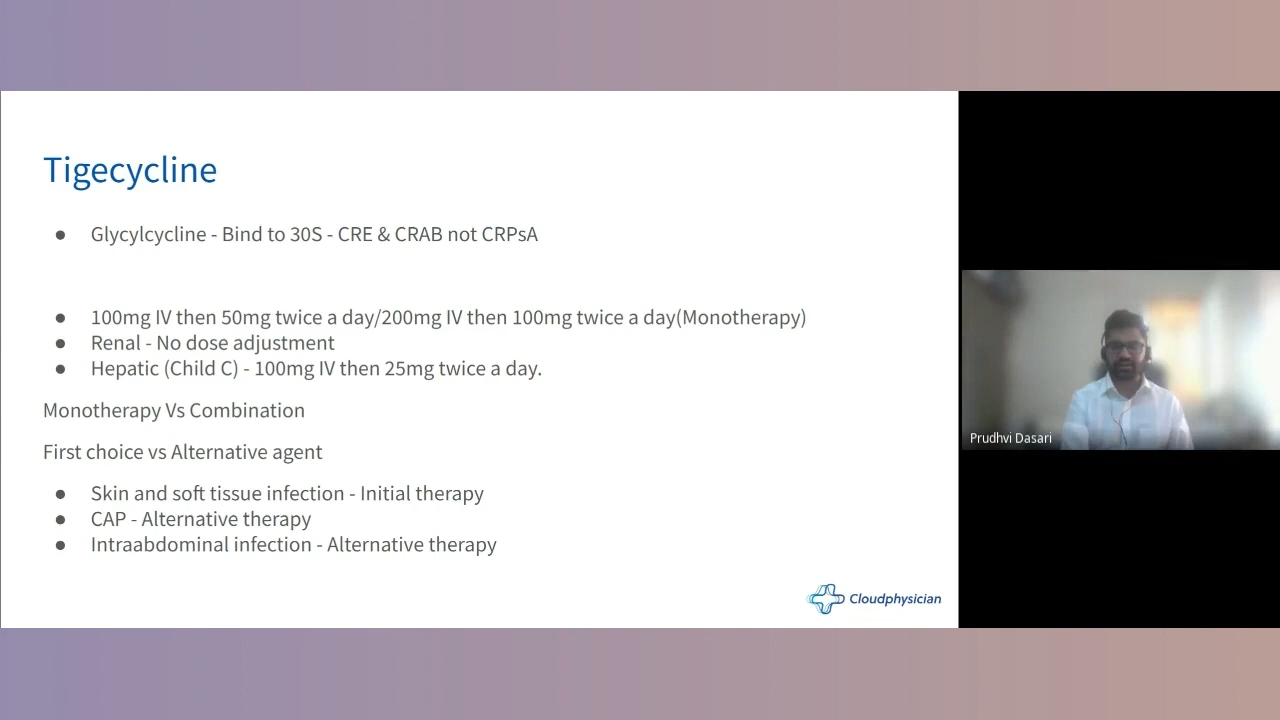 Tigecycline
● Glycylcycline - Bind to 30S - CRE & CRAB not CRPsA
● 100mg IV then 50mg twice a day/200mg IV then 100mg twice a day(Monotherapy)
● Renal - No dose adjustment
● Hepatic (Child C) - 100mg IV then 25mg twice a day.
Monotherapy Vs Combination
First choice vs Alternative agent
● Skin and soft tissue infection - Initial therapy
● CAP - Alternative therapy
● Intraabdominal infection - Alternative therapy
Cloudphysician
Prudhvi Dasari